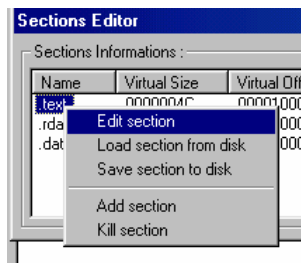 Sections Editor
Sections Informations :
Name Virtual Size Virtual Off
.text 0000004C 00001000
.rda
.dat
Edit section
Load section from disk
Save section to disk
Add section
Kill section